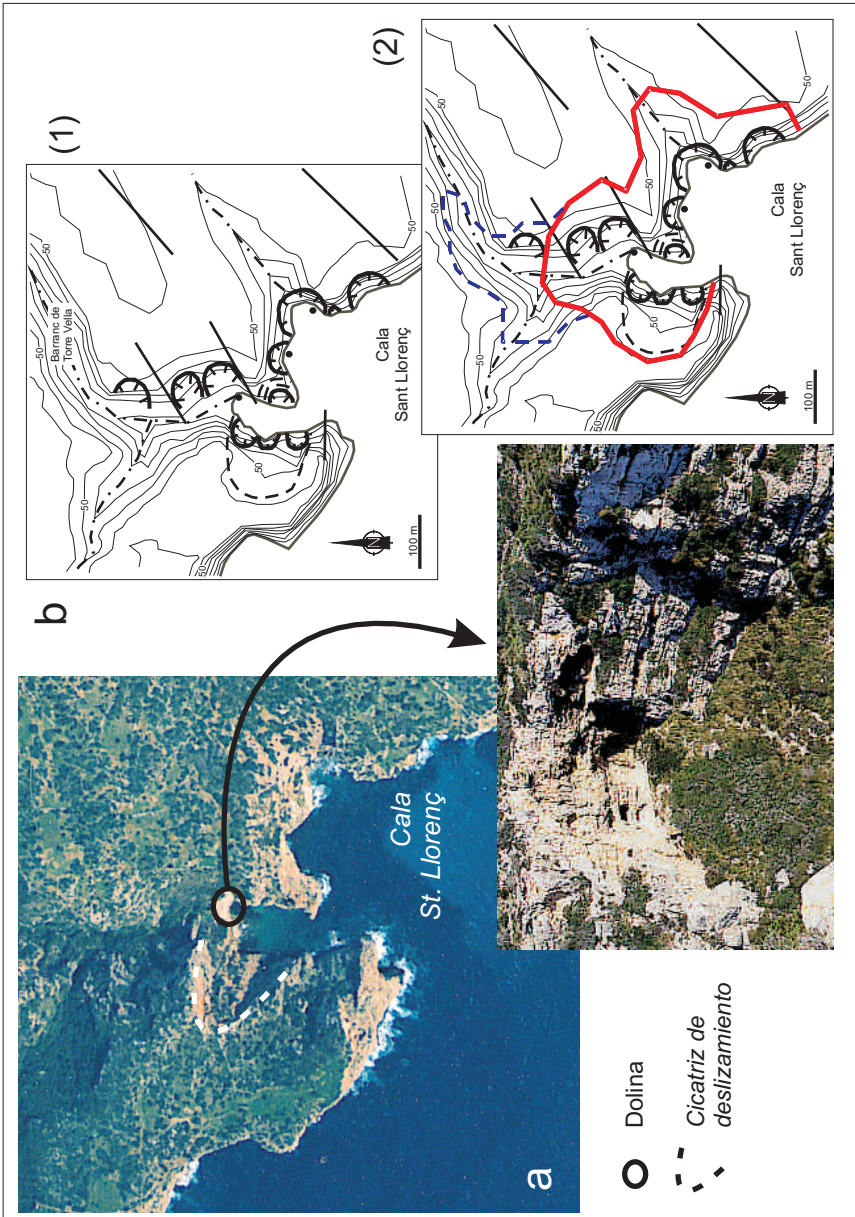 a
Cala
St. Llorenç
b
(1)
50
50
50
50
50
Barranc de
Torre Vella
Cala
Sant Llorenç
N
100 m
(2)
50
50
50
50
50
Cala
Sant Llorenç
N
100 m
Dolina
Cicatriz de
deslizamiento